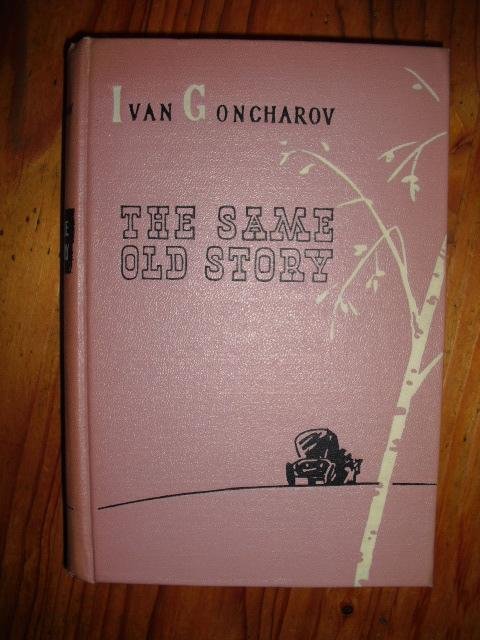 IVAN GONCHAROV
THE SAME
OLD STORY